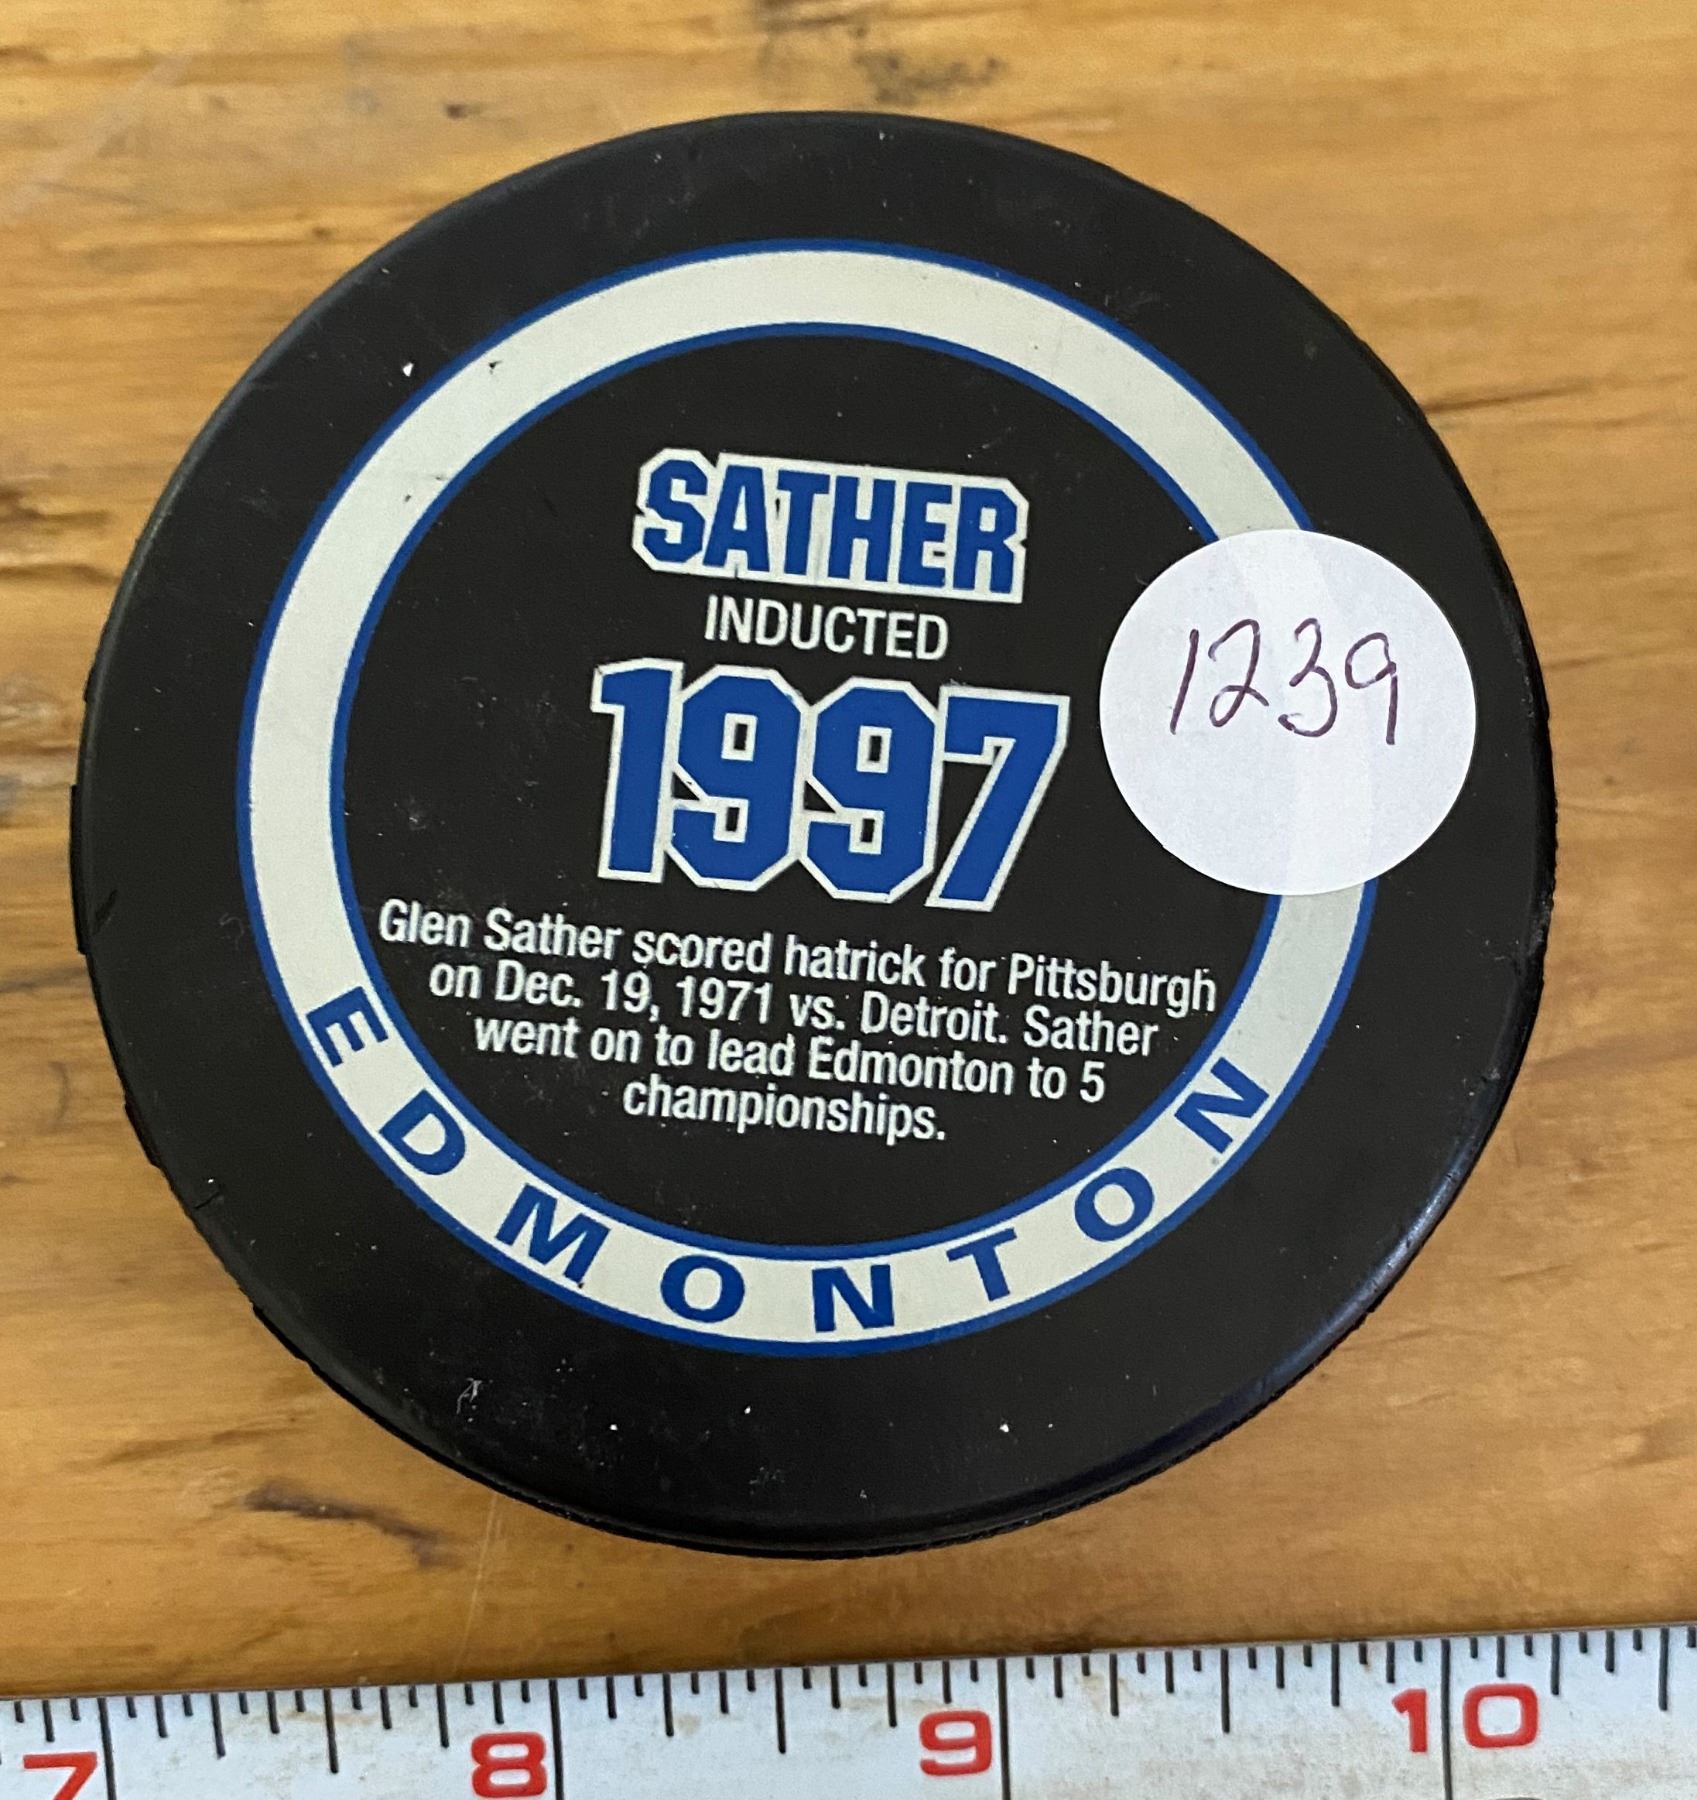 SATHER
INDUCTED
1997
1239
Glen Sather scored hatrick for Pittsburgh
on Dec. 19, 1971 vs. Detroit. Sather
went on to lead Edmonton to 5
championships.
EDMONTON
7 8 9 10